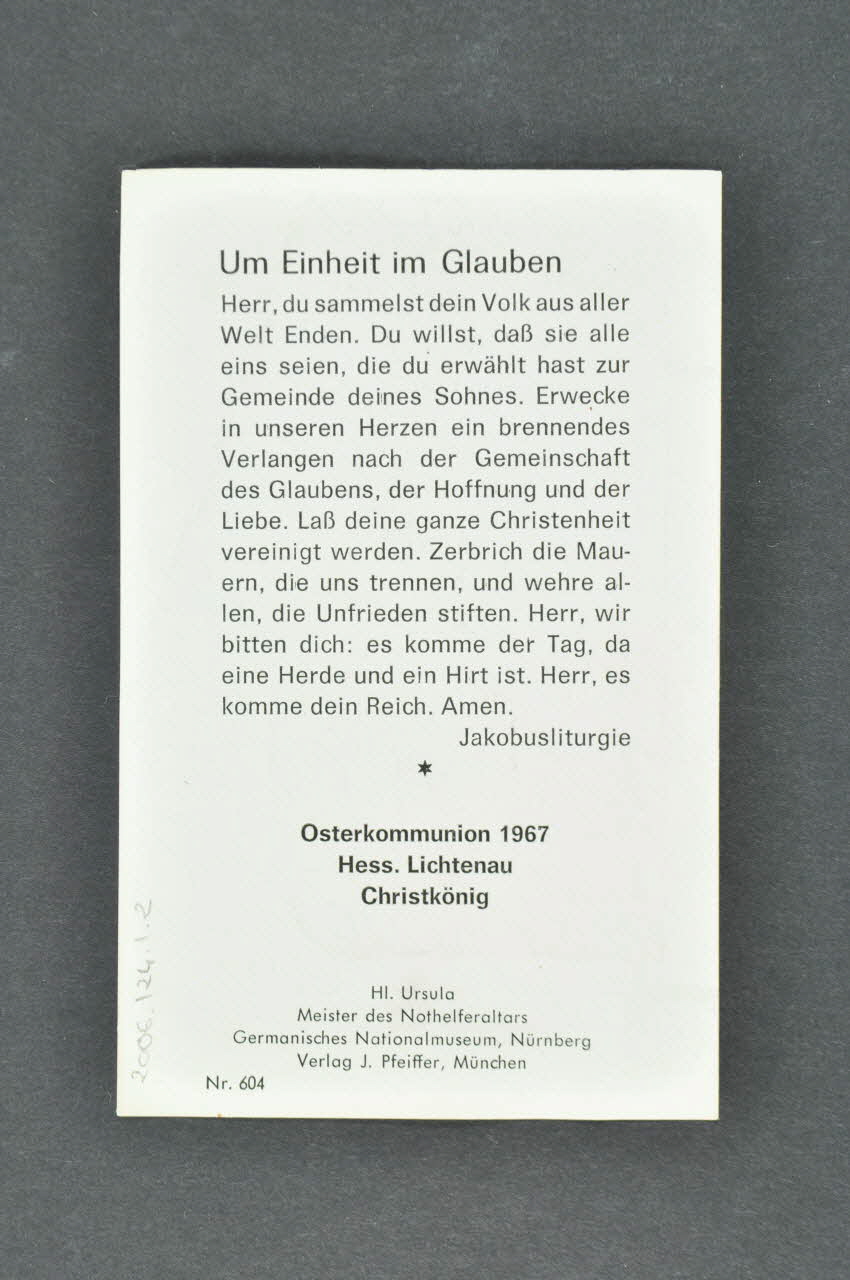 Um Einheit im Glauben
Herr, du sammelst dein Volk aus aller
Welt Enden. Du willst, daß sie alle
eins seien, die du erwählt hast zur
Gemeinde deines Sohnes. Erwecke
in unseren Herzen ein brennendes
Verlangen nach der Gemeinschaft
des Glaubens, der Hoffnung und der
Liebe. Laß deine ganze Christenheit
vereinigt werden. Zerbrich die Mau-
ern, die uns trennen, und wehre al-
len, die Unfrieden stiften. Herr, wir
bitten dich: es komme der Tag, da
eine Herde und ein Hirt ist. Herr, es
komme dein Reich. Amen.
Jakobusliturgie
Osterkommunion 1967
Hess. Lichtenau
Christkönig
Hl. Ursula
Meister des Nothelferaltars
Germanisches Nationalmuseum, Nürnberg
Verlag J. Pfeiffer, München
Nr. 604
2006.124.1.2